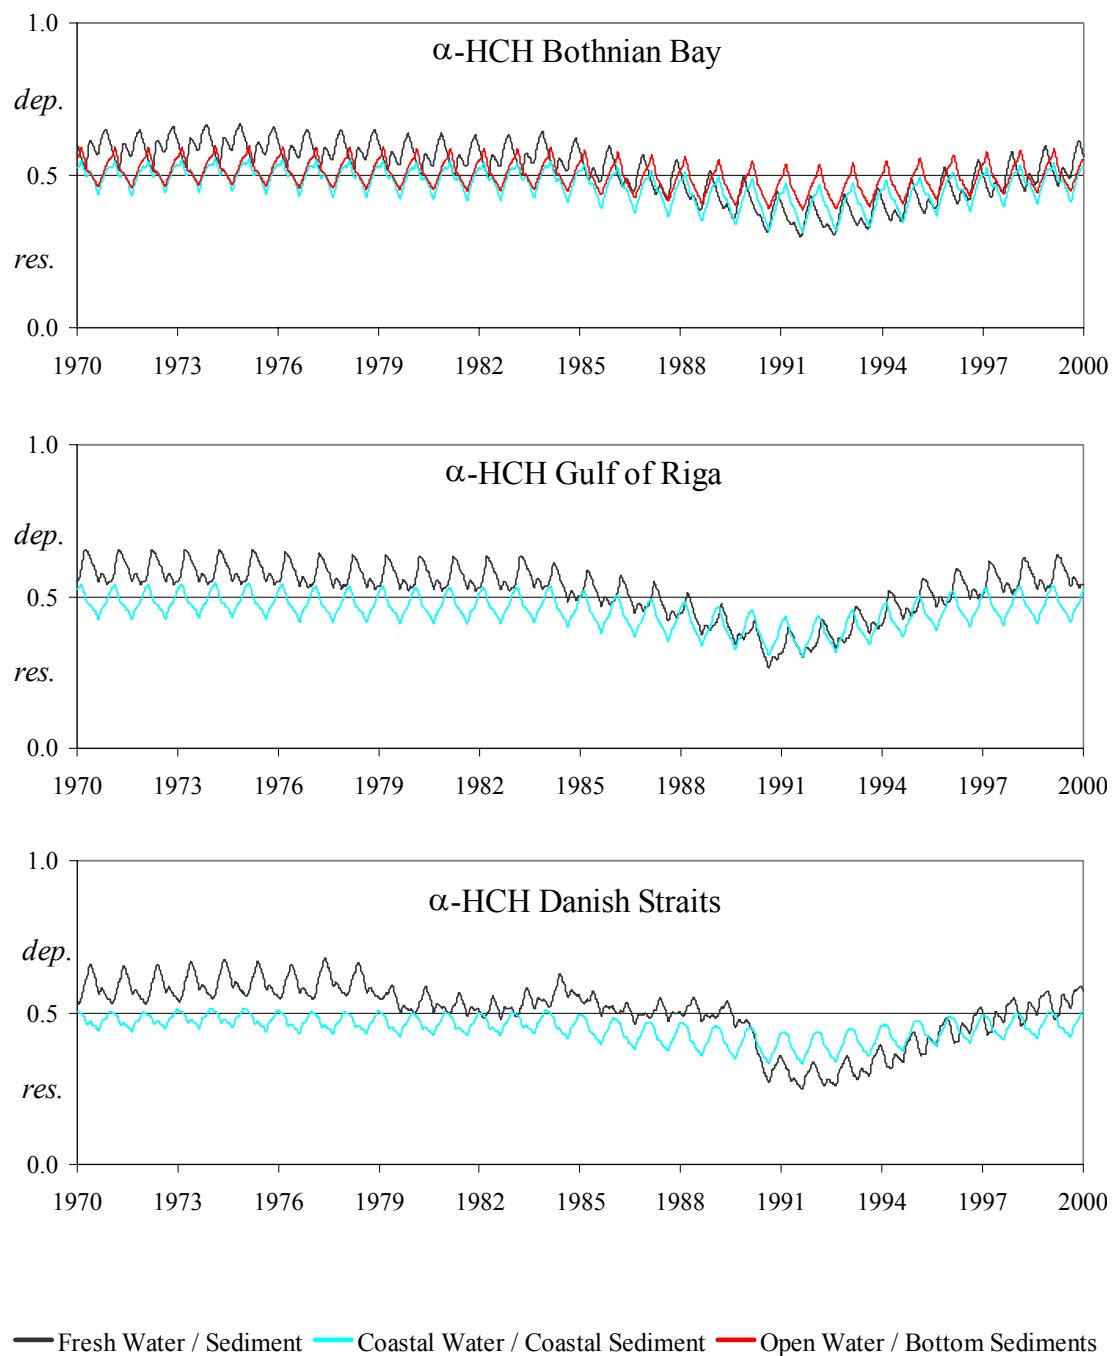 1.0
α-HCH Bothnian Bay
dep.
0.5
res.
0.0
1970 1973 1976 1979 1982 1985 1988 1991 1994 1997 2000
1.0
α-HCH Gulf of Riga
dep.
0.5
res.
0.0
1970 1973 1976 1979 1982 1985 1988 1991 1994 1997 2000
1.0
α-HCH Danish Straits
dep.
0.5
res.
0.0
1970 1973 1976 1979 1982 1985 1988 1991 1994 1997 2000
Fresh Water / Sediment Coastal Water / Coastal Sediment Open Water / Bottom Sediments